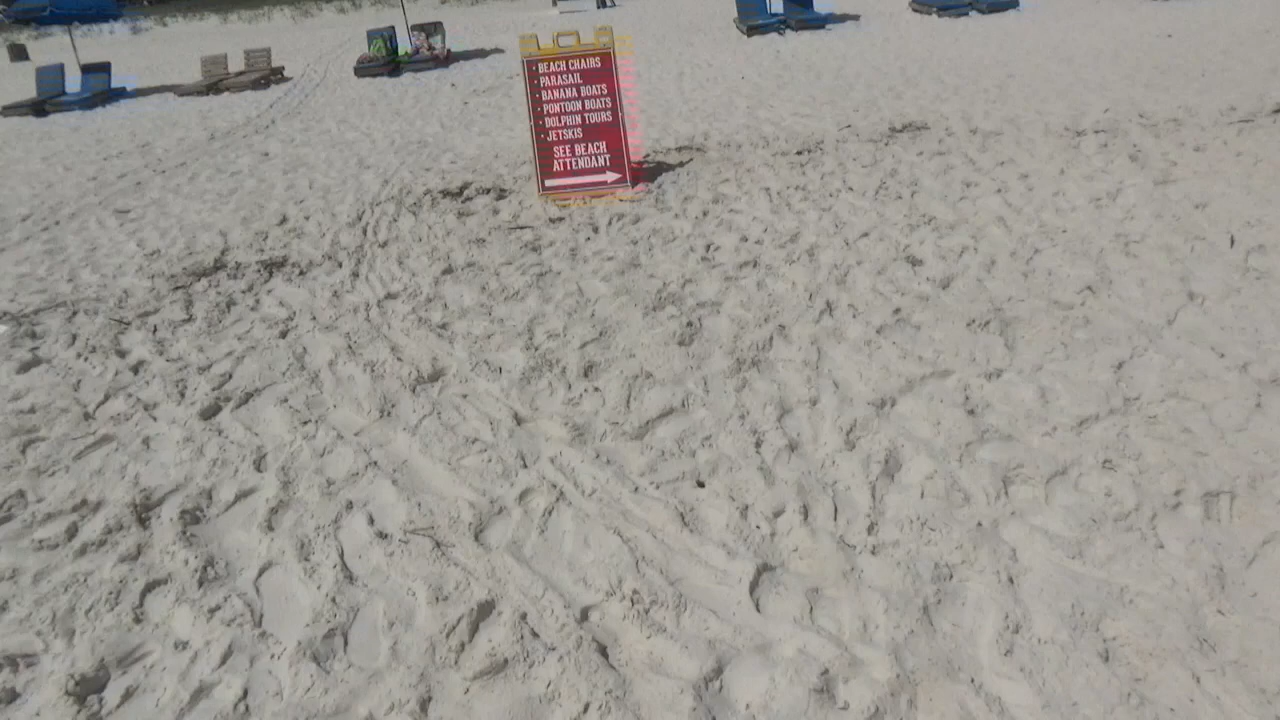 • BEACH CHAIRS
• PARASAIL
• BANANA BOATS
• PONTOON BOATS
• DOLPHIN TOURS
• JETSKIS
SEE BEACH
ATTENDANT